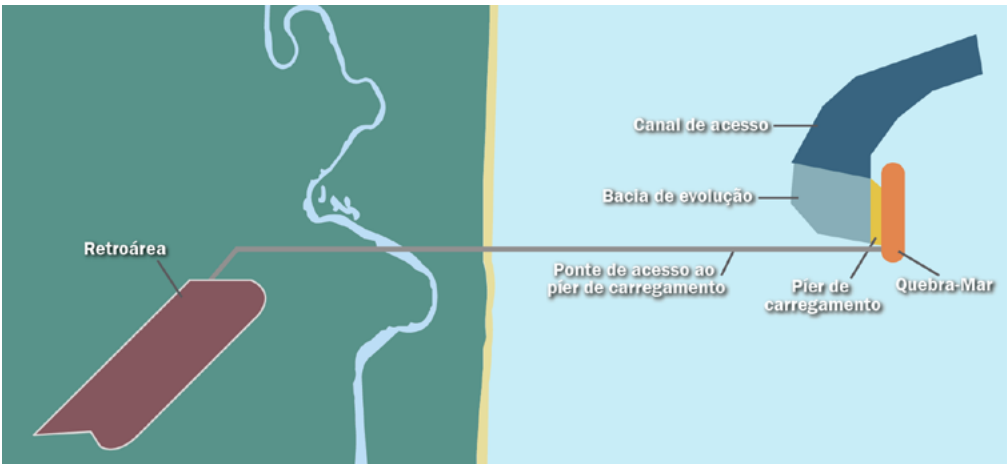 Canal de acesso
Bacia de evolução
Retroárea
Ponte de acesso ao
píer de carregamento
Píer de
carregamento
Quebra-Mar